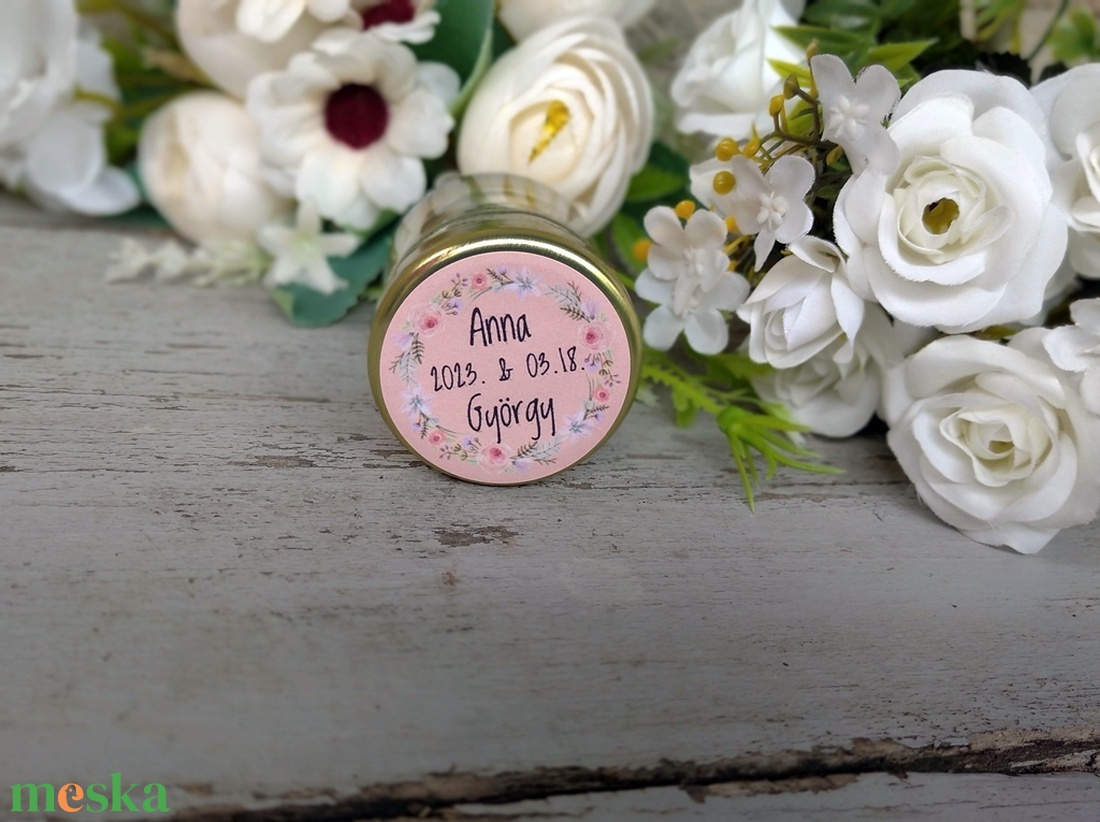 Anna
2023. & 03.18.
György
meska